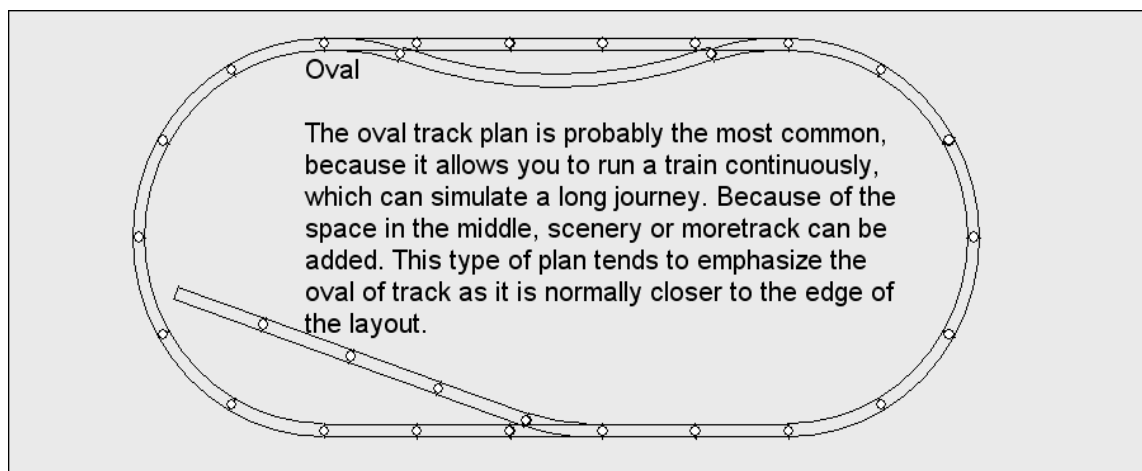 Oval
The oval track plan is probably the most common,
because it allows you to run a train continuously,
which can simulate a long journey. Because of the
space in the middle, scenery or moretrack can be
added. This type of plan tends to emphasize the
oval of track as it is normally closer to the edge of
the layout.